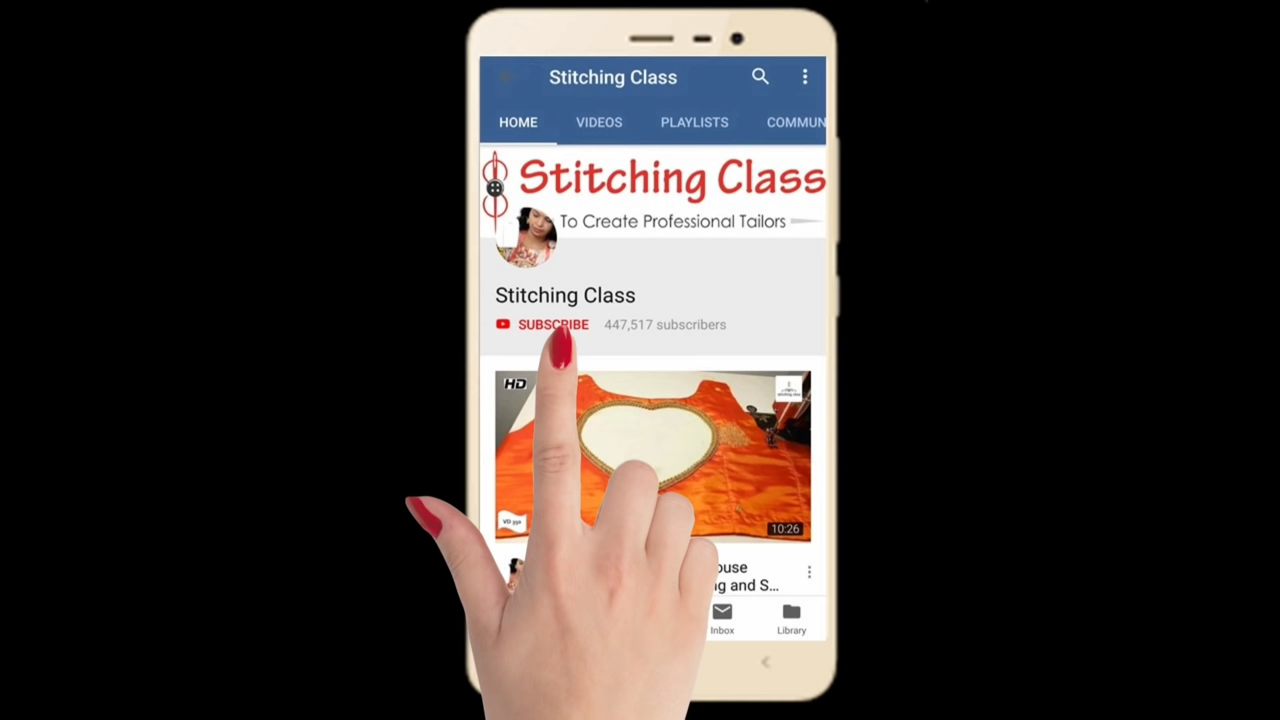 Stitching Class
HOME VIDEOS PLAYLISTS COMMUN
Stitching Class
To Create Professional Tailors
Stitching Class
SUBSCRIBE 447,517 subscribers
HD
10:26
ouse
ng and S...
Inbox Library